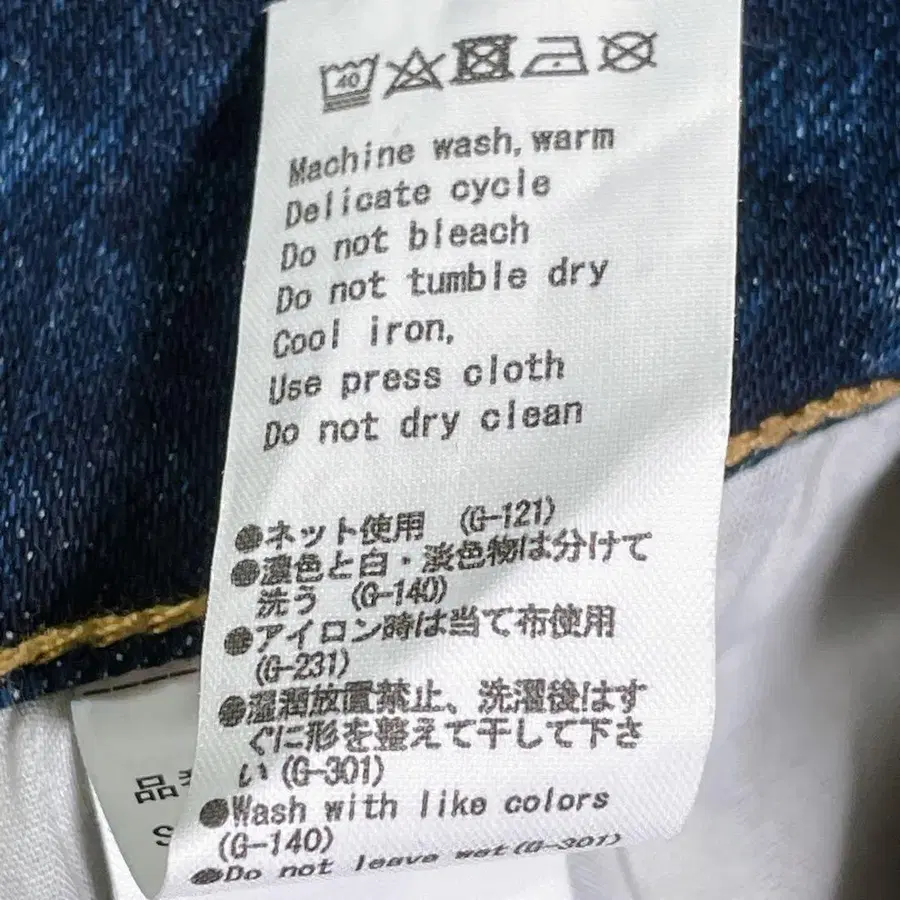 40
Machine wash, warm
Delicate cycle
Do not bleach
Do not tumble dry
Cool iron,
Use press cloth
Do not dry clean
●ネット使用 (G-121)
●濃色と白・淡色物は分けて
洗う (G-140)
●アイロン時は当て布使用
(G-231)
●湿潤放置禁止、洗濯後はす
ぐに形を整えて干して下さ
い(G-301)
品
S
●Wash with like colors
(G-140)
●Do not leave wet(G-301)